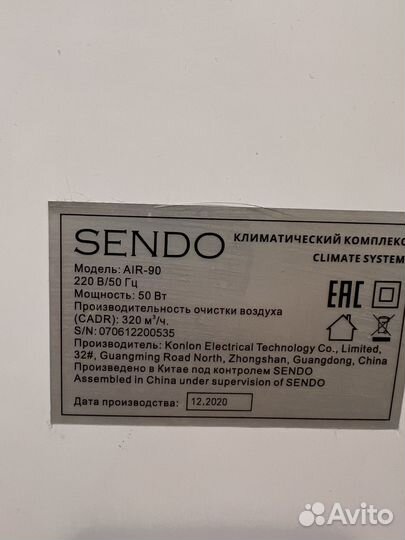 SENDO
КЛИМАТИЧЕСКИЙ КОМПЛЕКС
CLIMATE SYSTEM
Модель: AIR-90
220 В/50 Гц
Мощность: 50 Вт
Производительность очистки воздуха
(CADR): 320 м³/ч.
S/N: 070612200535
EAC
Производитель: Konlon Electrical Technology Co., Limited,
32#, Guangming Road North, Zhongshan, Guangdong, China
Произведено в Китае под контролем SENDO
Assembled in China under supervision of SENDO
Дата производства: 12.2020
Avito